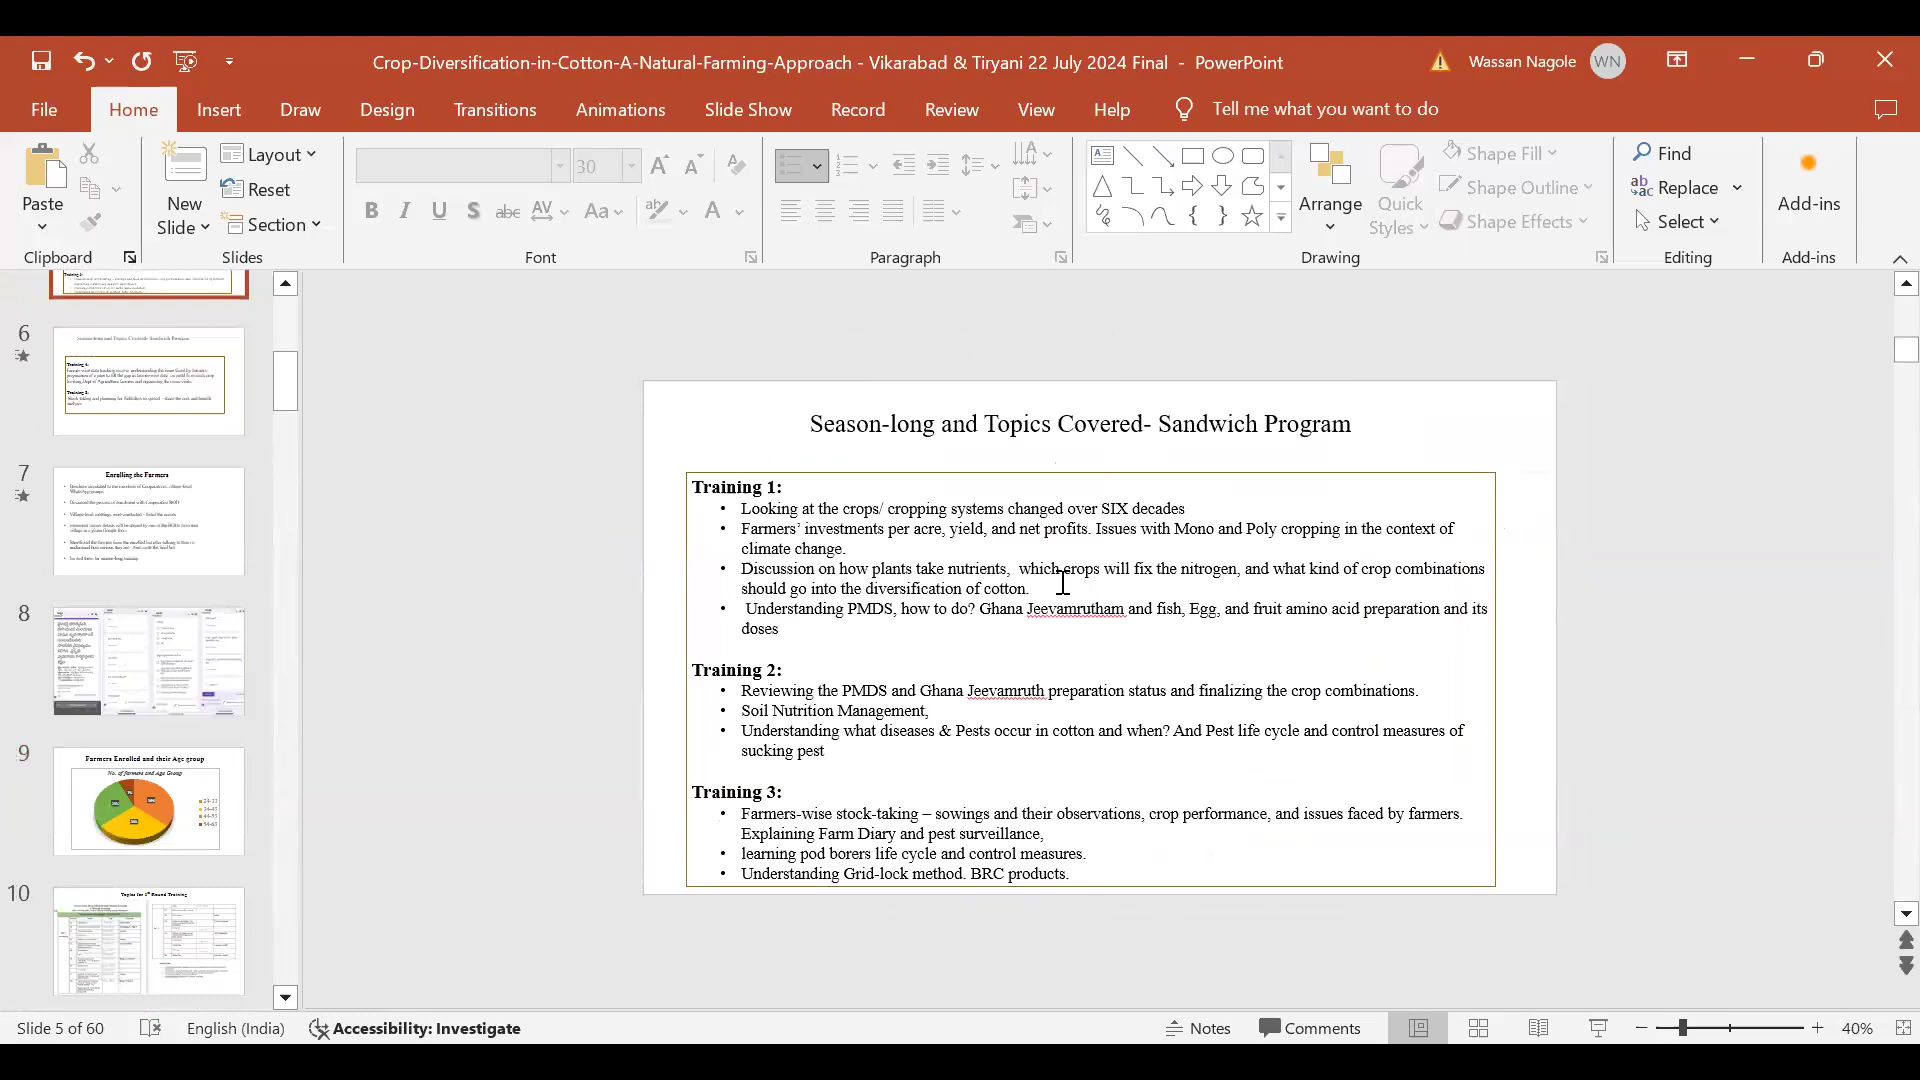 Crop-Diversification-in-Cotton-A-Natural-Farming-Approach - Vikarabad & Tiryani 22 July 2024 Final - PowerPoint
Wassan Nagole WN
File Home Insert Draw Design Transitions Animations Slide Show Record Review View Help Tell me what you want to do
Paste
Clipboard
New Slide
Layout
Reset
Section
Slides
30
Font
Paragraph
Arrange
Quick Styles
Shape Fill
Shape Outline
Shape Effects
Drawing
Find
Replace
Select
Editing
Add-ins
Add-ins
6
7
Enrolling the Farmers
8
9
Farmers Enrolled and their Age group
No. of farmers and Age Group
10
Topics for 1st Round Training
Season-long and Topics Covered- Sandwich Program
Training 1:
• Looking at the crops/ cropping systems changed over SIX decades
• Farmers’ investments per acre, yield, and net profits. Issues with Mono and Poly cropping in the context of
climate change.
• Discussion on how plants take nutrients, which crops will fix the nitrogen, and what kind of crop combinations
should go into the diversification of cotton.
• Understanding PMDS, how to do? Ghana Jeevamrutham and fish, Egg, and fruit amino acid preparation and its
doses
Training 2:
• Reviewing the PMDS and Ghana Jeevamruth preparation status and finalizing the crop combinations.
• Soil Nutrition Management,
• Understanding what diseases & Pests occur in cotton and when? And Pest life cycle and control measures of
sucking pest
Training 3:
• Farmers-wise stock-taking – sowings and their observations, crop performance, and issues faced by farmers.
Explaining Farm Diary and pest surveillance,
• learning pod borers life cycle and control measures.
• Understanding Grid-lock method. BRC products.
Slide 5 of 60 English (India) Accessibility: Investigate Notes Comments 40%